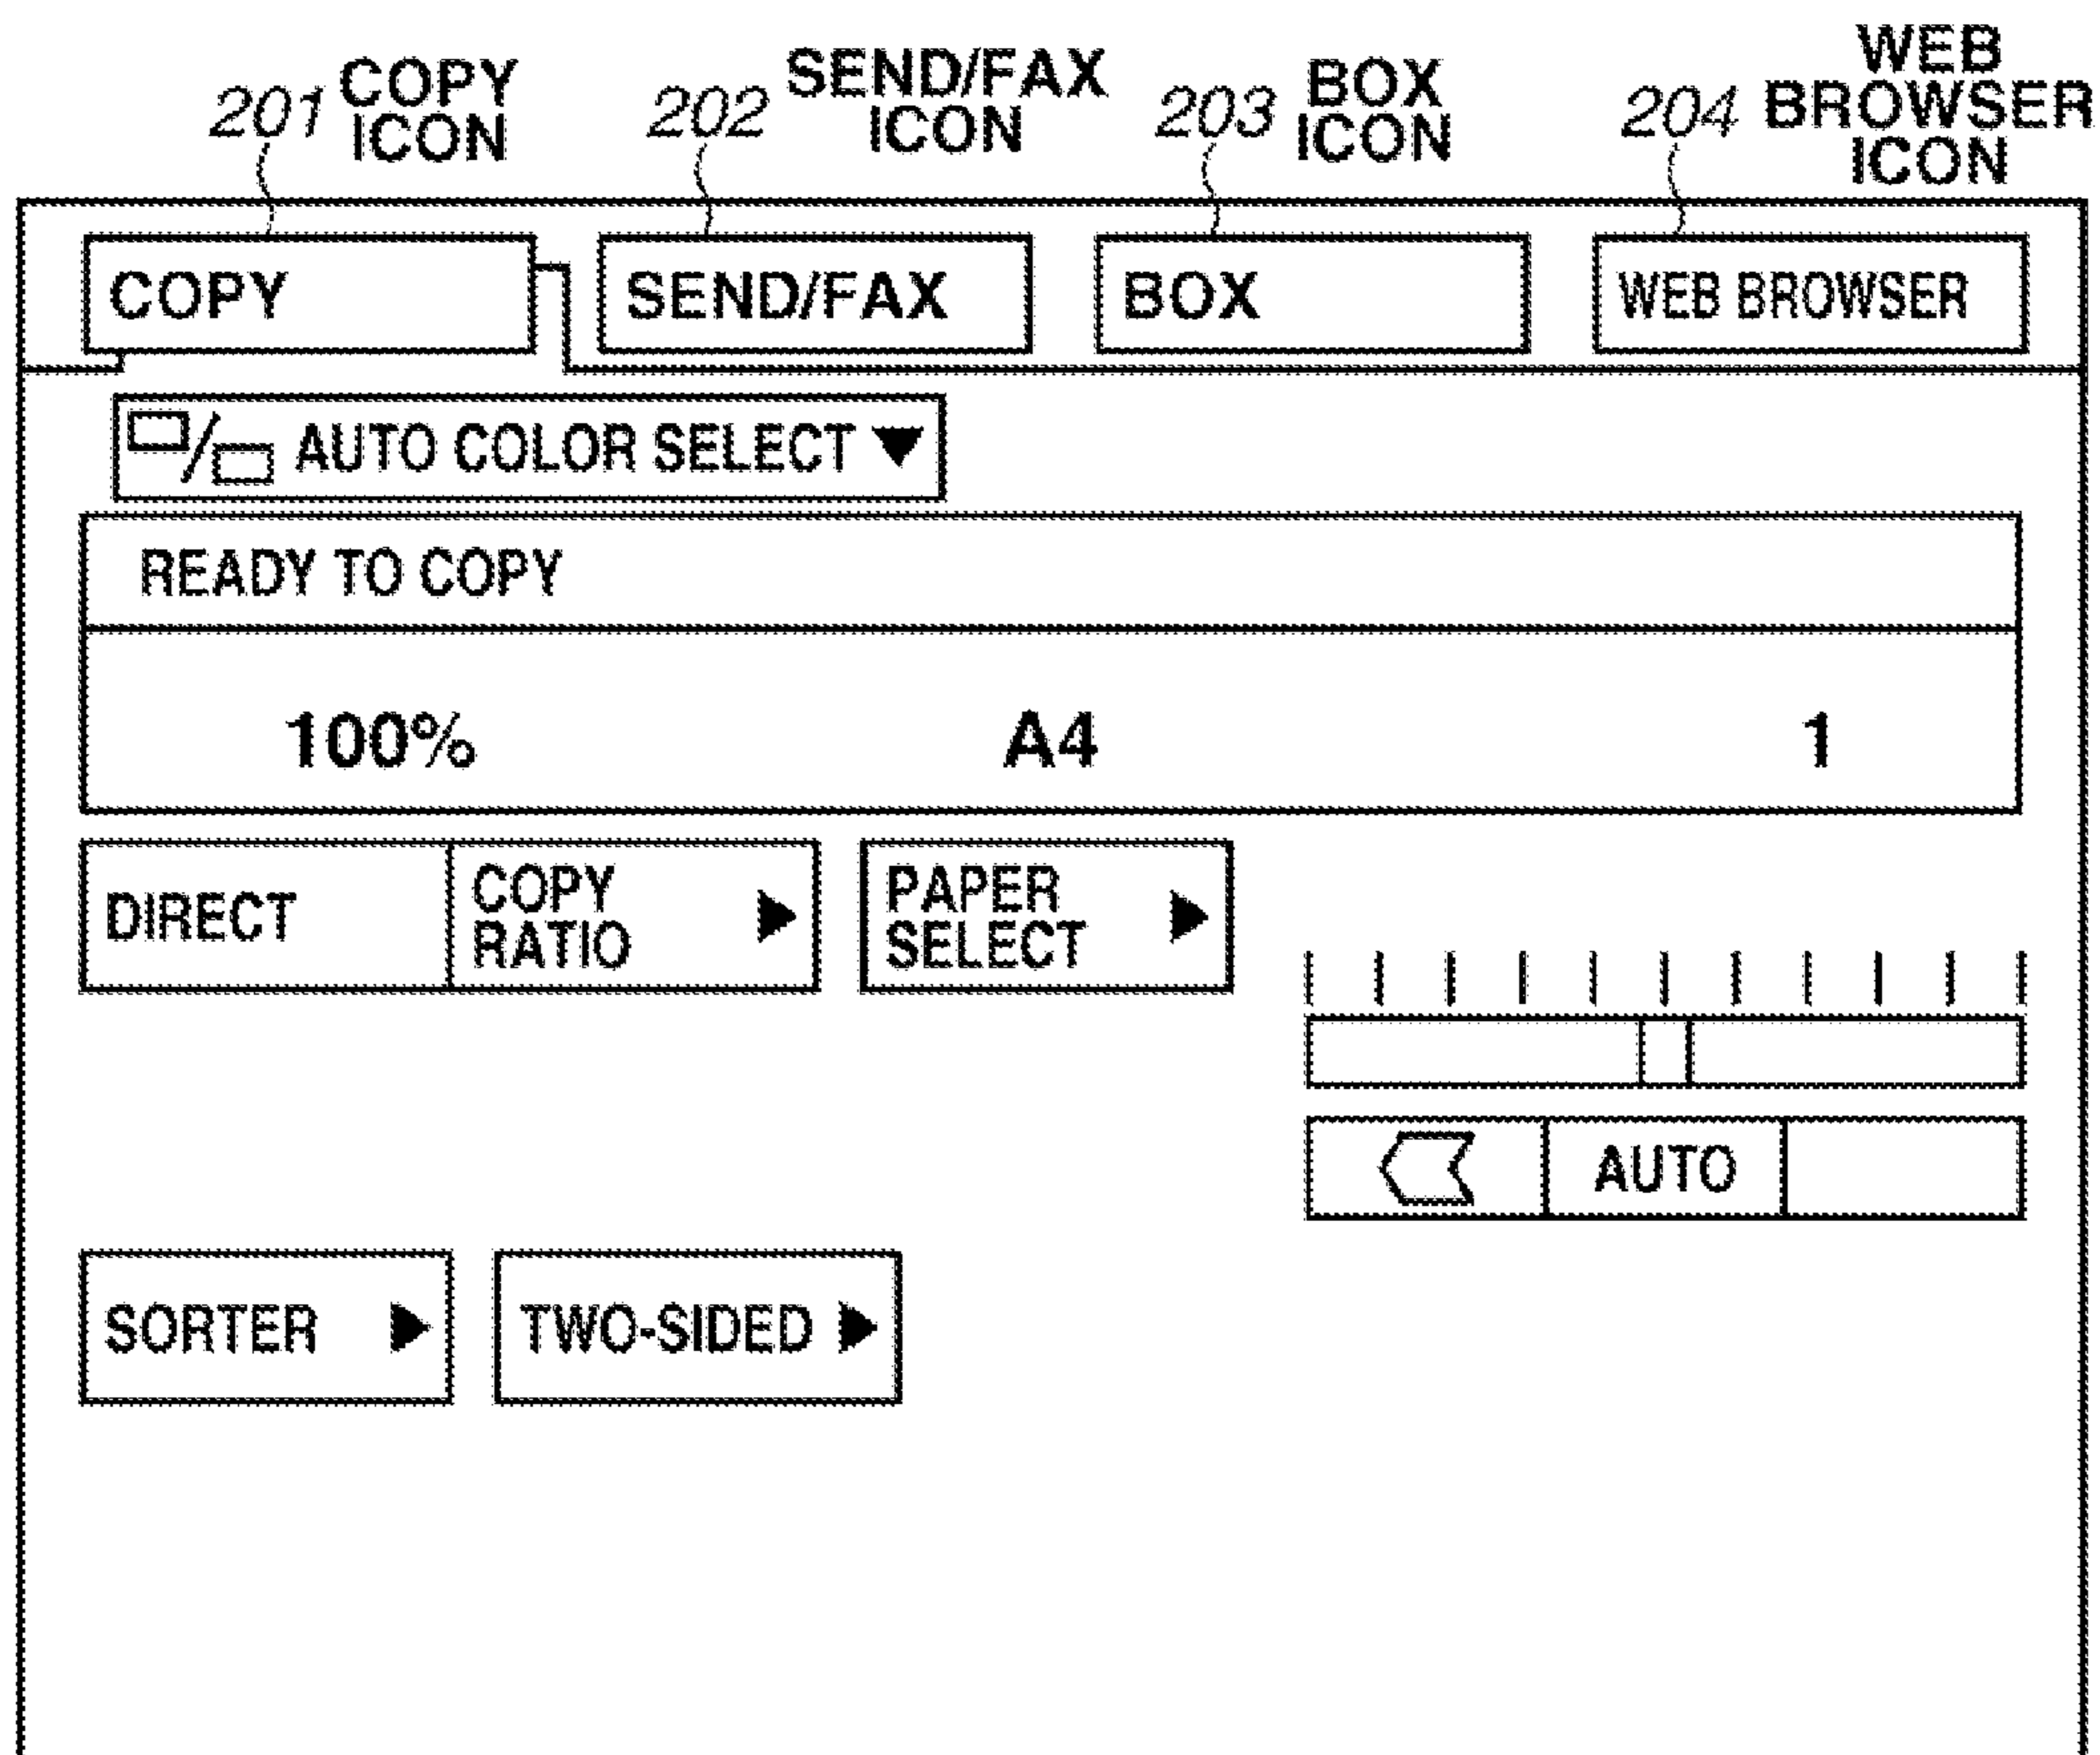 201 COPY ICON
202 SEND/FAX ICON
203 BOX ICON
204 WEB BROWSER ICON
COPY
SEND/FAX
BOX
WEB BROWSER
AUTO COLOR SELECT
READY TO COPY
100% A4 1
DIRECT
COPY
RATIO
PAPER
SELECT
AUTO
SORTER
TWO-SIDED